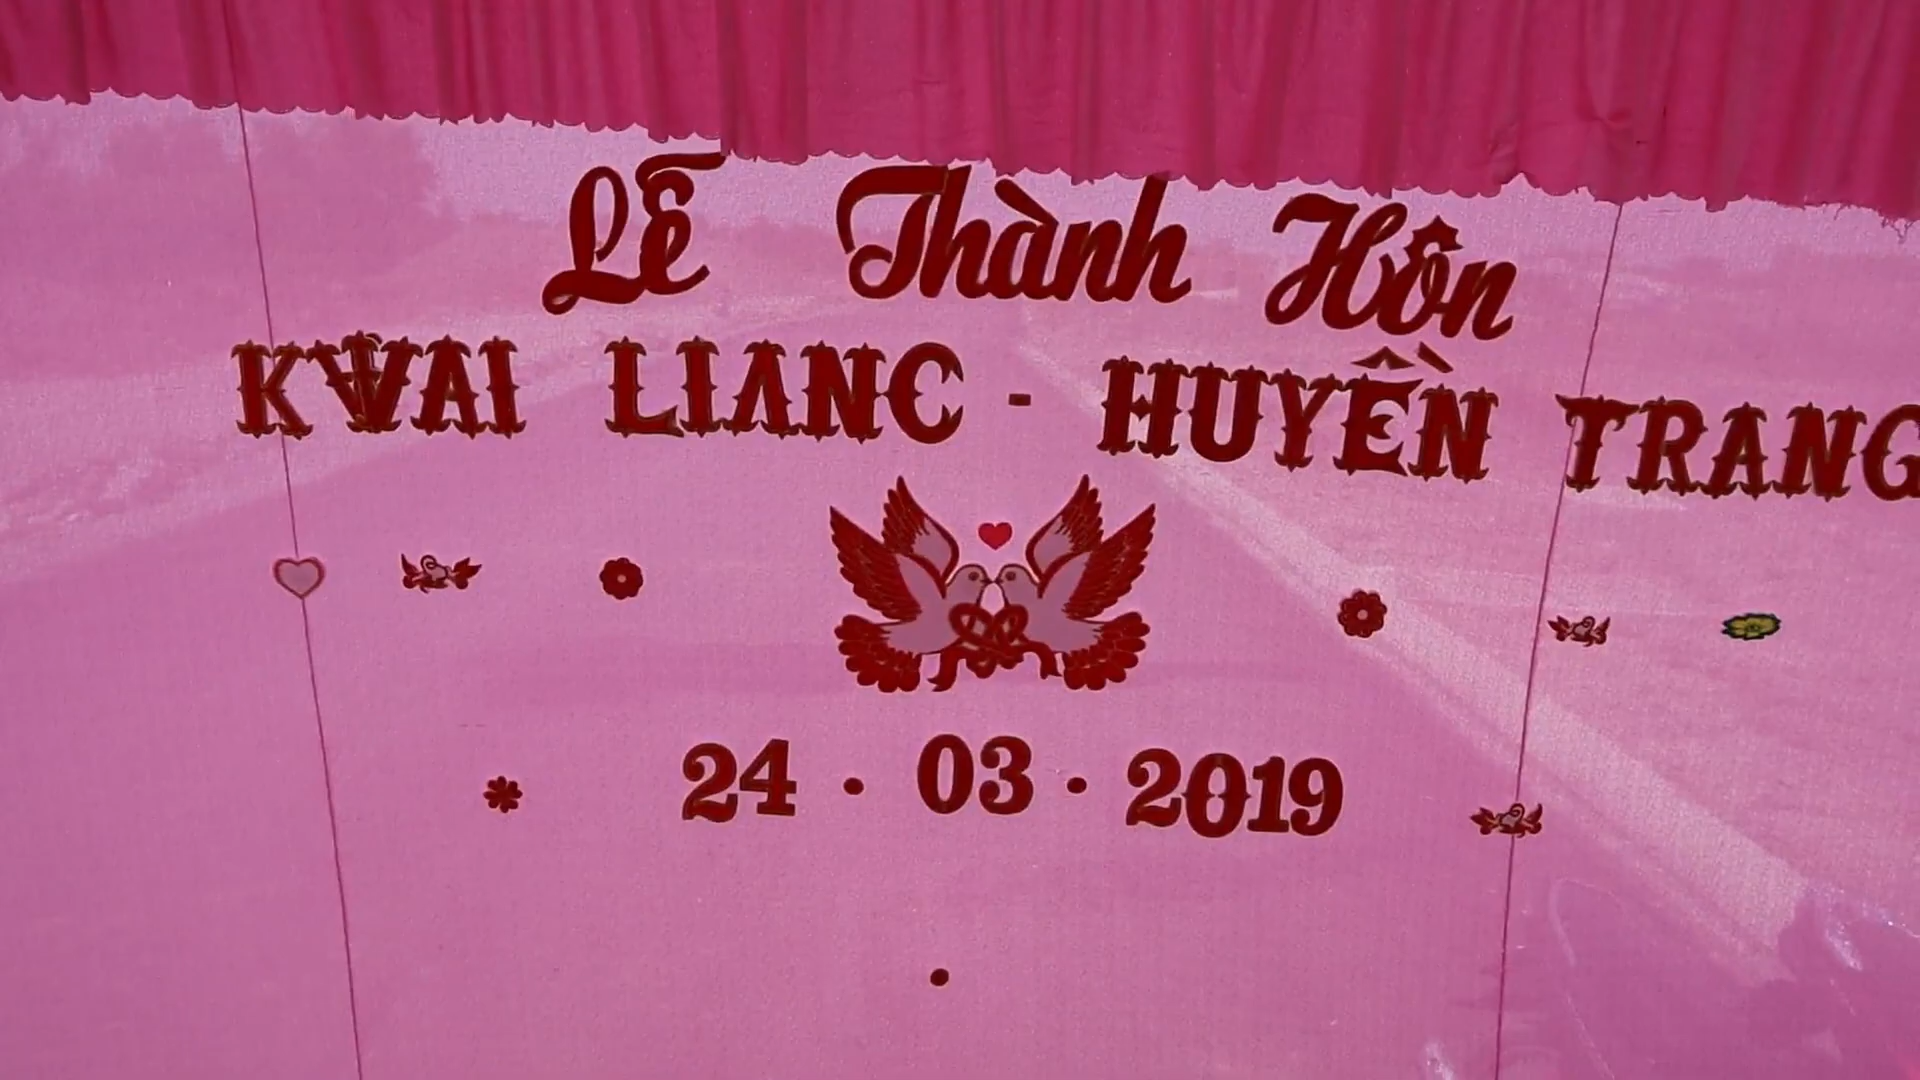 Lễ Thành Hôn
KWAI LIANC - HUYỀN TRANG
24 · 03 · 2019